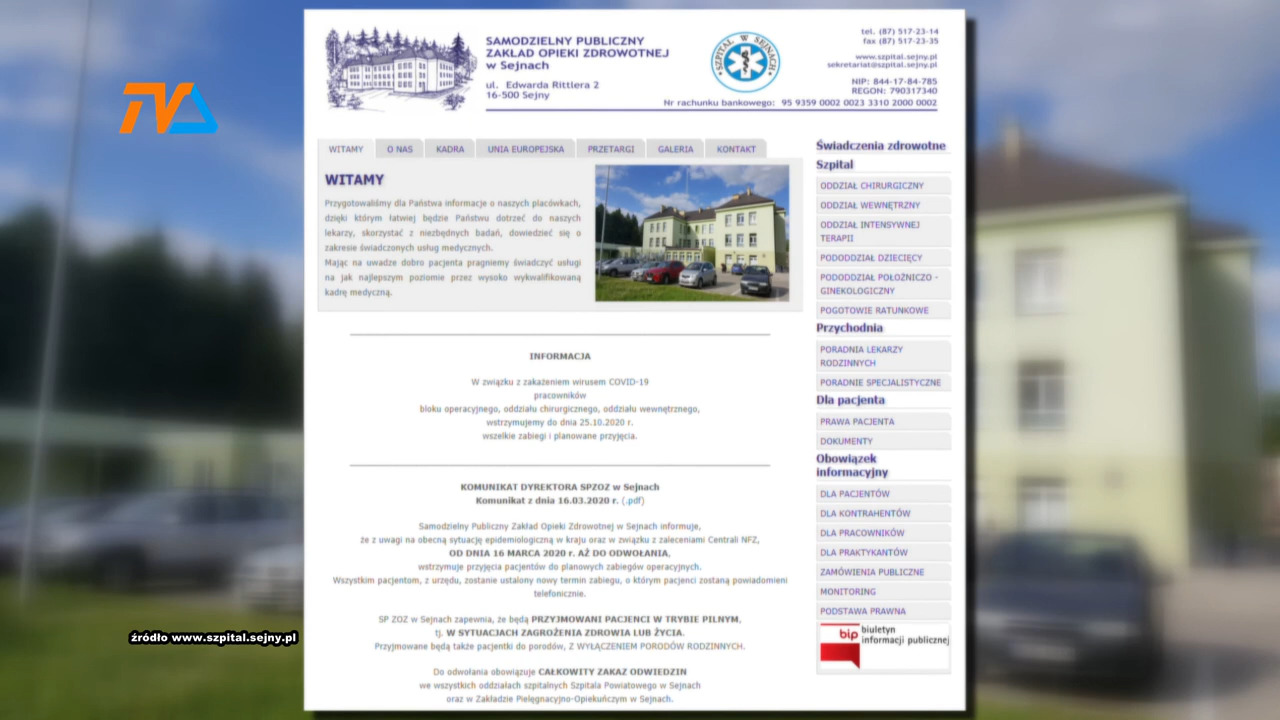 SAMODZIELNY PUBLICZNY
ZAKŁAD OPIEKI ZDROWOTNEJ
w Sejnach
ul. Edwarda Rittlera 2
16-500 Sejny
SZPITAL W SEJNACH
tel. (87) 517-23-14
fax (87) 517-23-35
www.szpital.sejny.pl
sekretariat@szpital.sejny.pl
NIP: 844-17-84-785
REGON: 790317340
Nr rachunku bankowego: 95 9359 0002 0023 3310 2000 0002
TVA
WITAMY O NAS KADRA UNIA EUROPEJSKA PRZETARGI GALERIA KONTAKT
WITAMY
Przygotowaliśmy dla Państwa informacje o naszych placówkach,
dzięki którym łatwiej będzie Państwu dotrzeć do naszych
lekarzy, skorzystać z niezbędnych badań, dowiedzieć się o
zakresie świadczonych usług medycznych.
Mając na uwadze dobro pacjenta pragniemy świadczyć usługi
na jak najlepszym poziomie przez wysoko wykwalifikowaną
kadrę medyczną.
INFORMACJA
W związku z zakażeniem wirusem COVID-19
pracowników
bloku operacyjnego, oddziału chirurgicznego, oddziału wewnętrznego,
wstrzymujemy do dnia 25.10.2020 r.
wszelkie zabiegi i planowane przyjęcia.
KOMUNIKAT DYREKTORA SPZOZ w Sejnach
Komunikat z dnia 16.03.2020 r. (.pdf)
Samodzielny Publiczny Zakład Opieki Zdrowotnej w Sejnach informuje,
że z uwagi na obecną sytuację epidemiologiczną w kraju oraz w związku z zaleceniami Centrali NFZ,
OD DNIA 16 MARCA 2020 r. AŻ DO ODWOŁANIA,
wstrzymuje przyjęcia pacjentów do planowych zabiegów operacyjnych.
Wszystkim pacjentom, z urzędu, zostanie ustalony nowy termin zabiegu, o którym pacjenci zostaną powiadomieni
telefonicznie.
SP ZOZ w Sejnach zapewnia, że będą PRZYJMOWANI PACJENCI W TRYBIE PILNYM,
tj. W SYTUACJACH ZAGROŻENIA ZDROWIA LUB ŻYCIA.
Przyjmowane będą także pacjentki do porodów, Z WYŁĄCZENIEM PORODÓW RODZINNYCH.
Do odwołania obowiązuje CAŁKOWITY ZAKAZ ODWIEDZIN
we wszystkich oddziałach szpitalnych Szpitala Powiatowego w Sejnach
oraz w Zakładzie Pielęgnacyjno-Opiekuńczym w Sejnach.
Świadczenia zdrowotne
Szpital
ODDZIAŁ CHIRURGICZNY
ODDZIAŁ WEWNĘTRZNY
ODDZIAŁ INTENSYWNEJ
TERAPII
PODODDZIAŁ DZIECIĘCY
PODODDZIAŁ POŁOŻNICZO -
GINEKOLOGICZNY
POGOTOWIE RATUNKOWE
Przychodnia
PORADNIA LEKARZY
RODZINNYCH
PORADNIE SPECJALISTYCZNE
Dla pacjenta
PRAWA PACJENTA
DOKUMENTY
Obowiązek
informacyjny
DLA PACJENTÓW
DLA KONTRAHENTÓW
DLA PRACOWNIKÓW
DLA PRAKTYKANTÓW
ZAMÓWIENIA PUBLICZNE
MONITORING
PODSTAWA PRAWNA
bip biuletyn
informacji publicznej
źródło www.szpital.sejny.pl